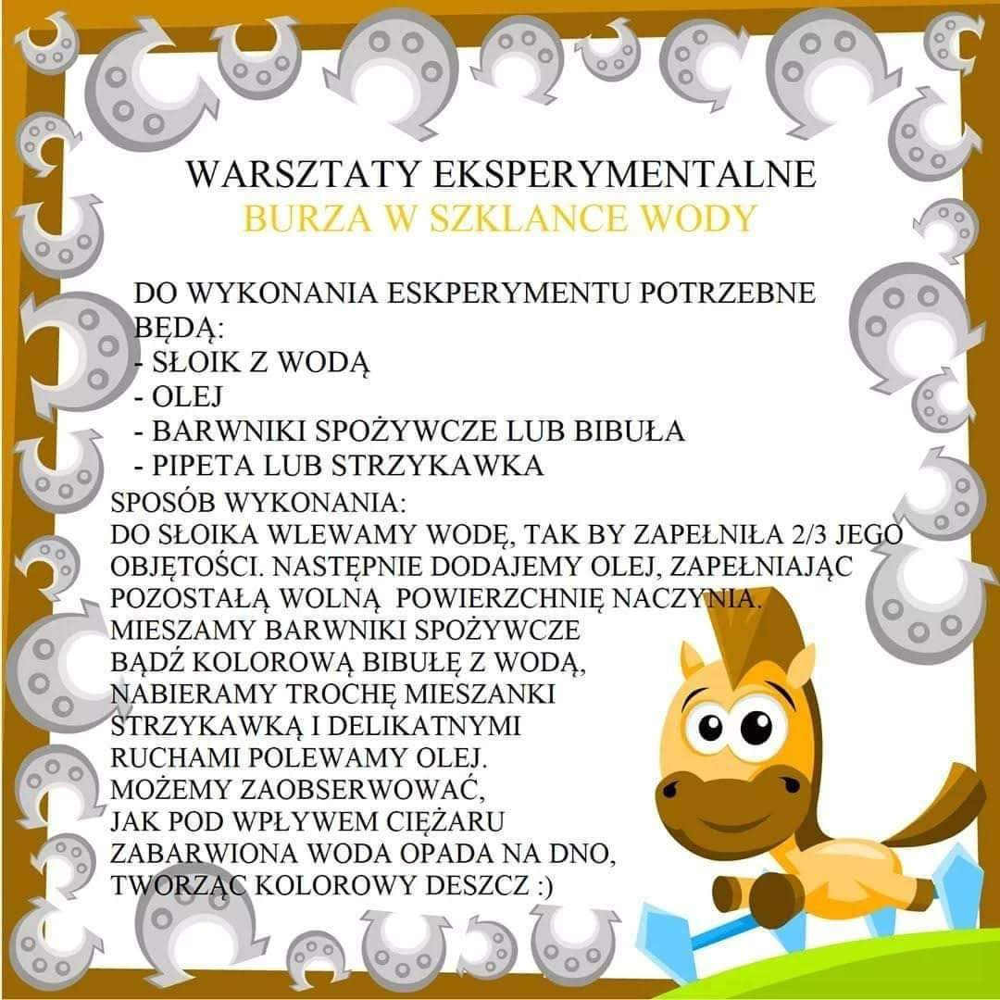 WARSZTATY EKSPERYMENTALNE
BURZA W SZKLANCE WODY
DO WYKONANIA ESKPERYMENTU POTRZEBNE
BĘDĄ:
- SŁOIK Z WODĄ
- OLEJ
- BARWNIKI SPOŻYWCZE LUB BIBUŁA
- PIPETA LUB STRZYKAWKA
SPOSÓB WYKONANIA:
DO SŁOIKA WLEWAMY WODĘ, TAK BY ZAPEŁNIŁA 2/3 JEGO
OBJĘTOŚCI. NASTĘPNIE DODAJEMY OLEJ, ZAPEŁNIAJĄC
POZOSTAŁĄ WOLNĄ POWIERZCHNIĘ NACZYNIA.
MIESZAMY BARWNIKI SPOŻYWCZE
BĄDŹ KOLOROWĄ BIBUŁĘ Z WODĄ,
NABIERAMY TROCHĘ MIESZANKI
STRZYKAWKĄ I DELIKATNYMI
RUCHAMI POLEWAMY OLEJ.
MOŻEMY ZAOBSERWOWAĆ,
JAK POD WPŁYWEM CIĘŻARU
ZABARWIONA WODA OPADA NA DNO,
TWORZĄC KOLOROWY DESZCZ :)